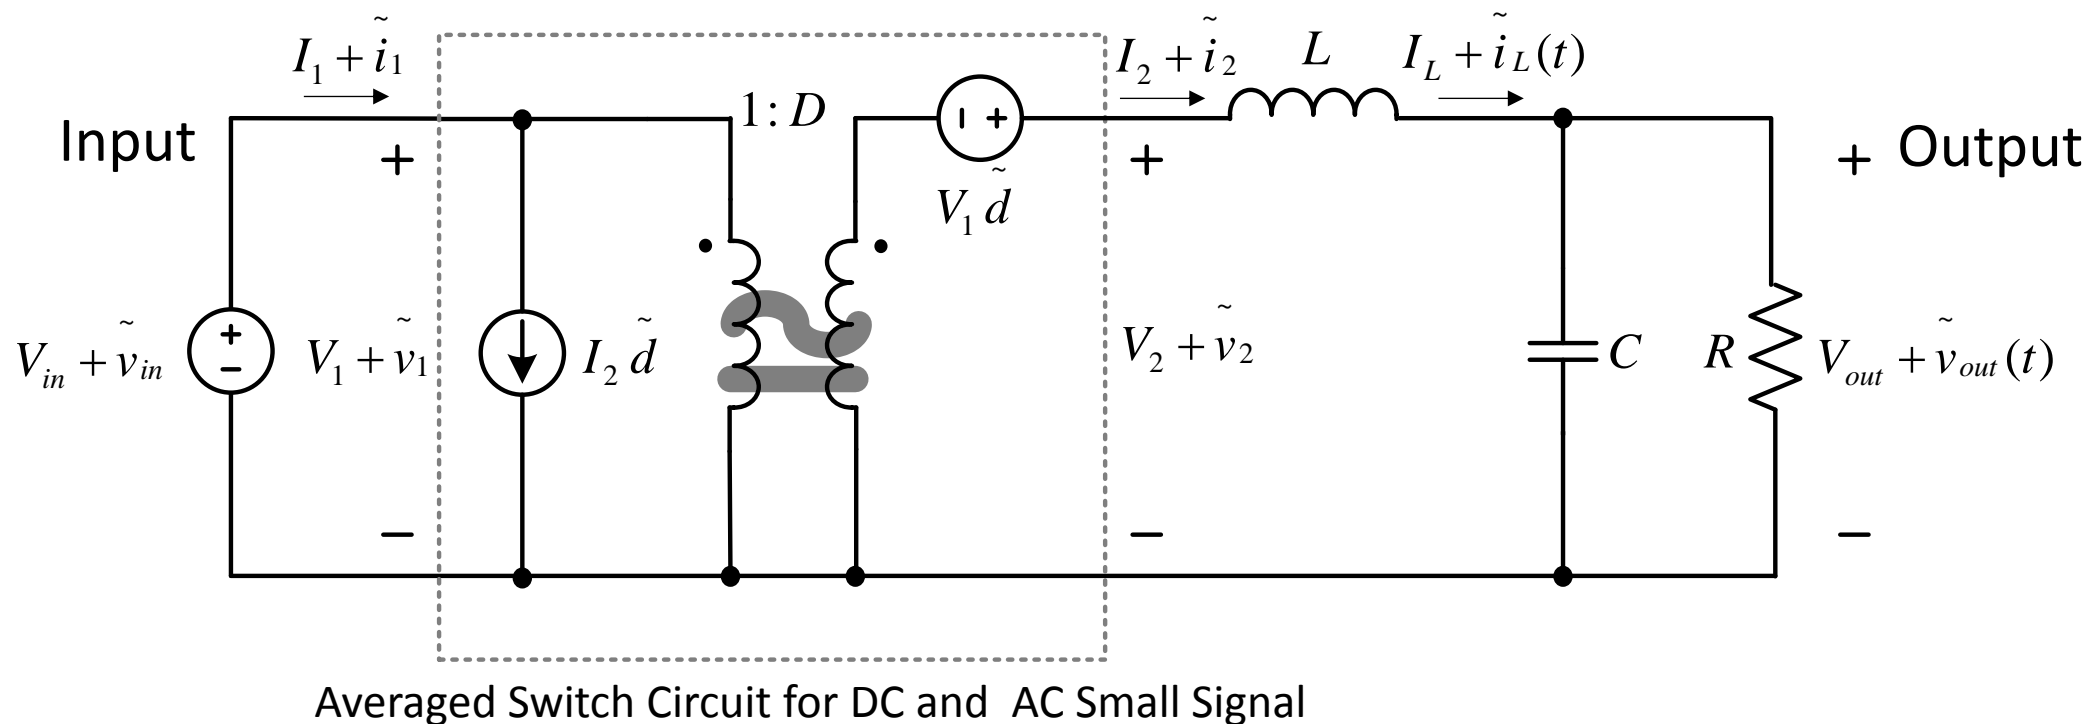 I₁ + ĩ₁
1:D
I₂ + ĩ₂
L
I_L + ĩ_L(t)
Input
+
− +
+
+ Output
V₁ d̃
V_in + ṽ_in
+
−
V₁ + ṽ₁
I₂ d̃
V₂ + ṽ₂
C
R
V_out + ṽ_out(t)
−
−
−
Averaged Switch Circuit for DC and AC Small Signal